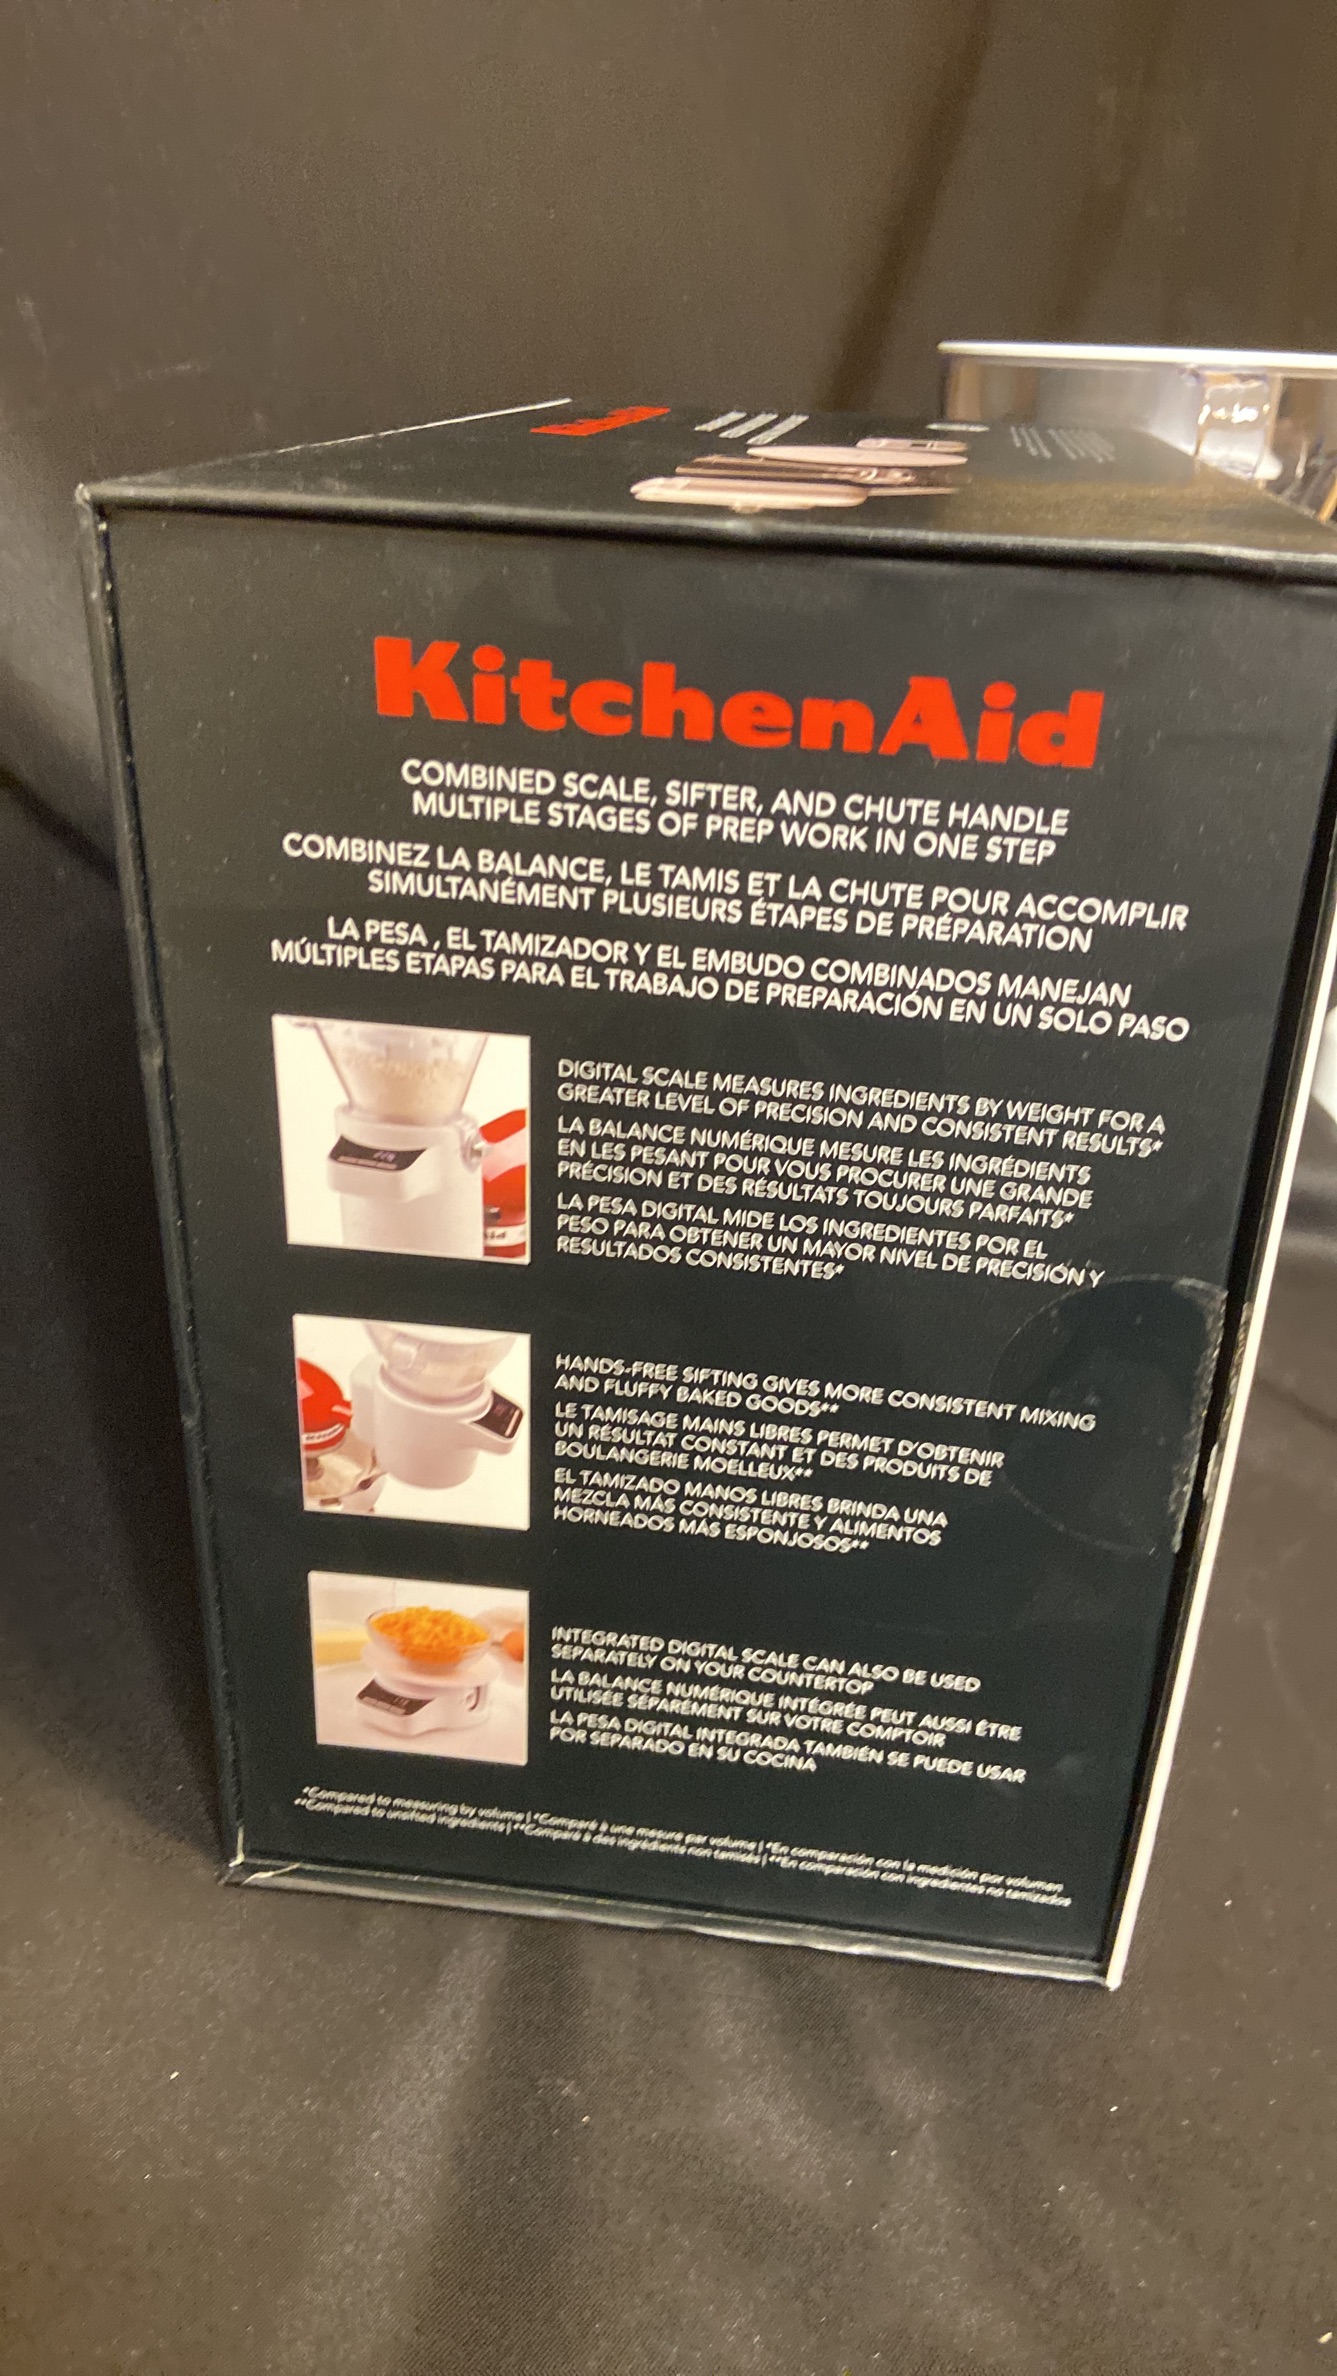 KitchenAid
COMBINED SCALE, SIFTER, AND CHUTE HANDLE
MULTIPLE STAGES OF PREP WORK IN ONE STEP
COMBINEZ LA BALANCE, LE TAMIS ET LA CHUTE POUR ACCOMPLIR
SIMULTANÉMENT PLUSIEURS ÉTAPES DE PRÉPARATION
LA PESA , EL TAMIZADOR Y EL EMBUDO COMBINADOS MANEJAN
MÚLTIPLES ETAPAS PARA EL TRABAJO DE PREPARACIÓN EN UN SOLO PASO
DIGITAL SCALE MEASURES INGREDIENTS BY WEIGHT FOR A
GREATER LEVEL OF PRECISION AND CONSISTENT RESULTS*
LA BALANCE NUMÉRIQUE MESURE LES INGRÉDIENTS
EN LES PESANT POUR VOUS PROCURER UNE GRANDE
PRÉCISION ET DES RÉSULTATS TOUJOURS PARFAITS*
LA PESA DIGITAL MIDE LOS INGREDIENTES POR EL
PESO PARA OBTENER UN MAYOR NIVEL DE PRECISIÓN Y
RESULTADOS CONSISTENTES*
HANDS-FREE SIFTING GIVES MORE CONSISTENT MIXING
AND FLUFFY BAKED GOODS**
LE TAMISAGE MAINS LIBRES PERMET D'OBTENIR
UN RÉSULTAT CONSTANT ET DES PRODUITS DE
BOULANGERIE MOELLEUX**
EL TAMIZADO MANOS LIBRES BRINDA UNA
MEZCLA MÁS CONSISTENTE Y ALIMENTOS
HORNEADOS MÁS ESPONJOSOS**
INTEGRATED DIGITAL SCALE CAN ALSO BE USED
SEPARATELY ON YOUR COUNTERTOP
LA BALANCE NUMÉRIQUE INTÉGRÉE PEUT AUSSI ÊTRE
UTILISÉE SÉPARÉMENT SUR VOTRE COMPTOIR
LA PESA DIGITAL INTEGRADA TAMBIÉN SE PUEDE USAR
POR SEPARADO EN SU COCINA
*Compared to measuring by volume | *Comparé à une mesure par volume | *En comparación con la medición por volumen
**Compared to unsifted ingredients | **Comparé à des ingrédients non tamisés | **En comparación con ingredientes no tamizados